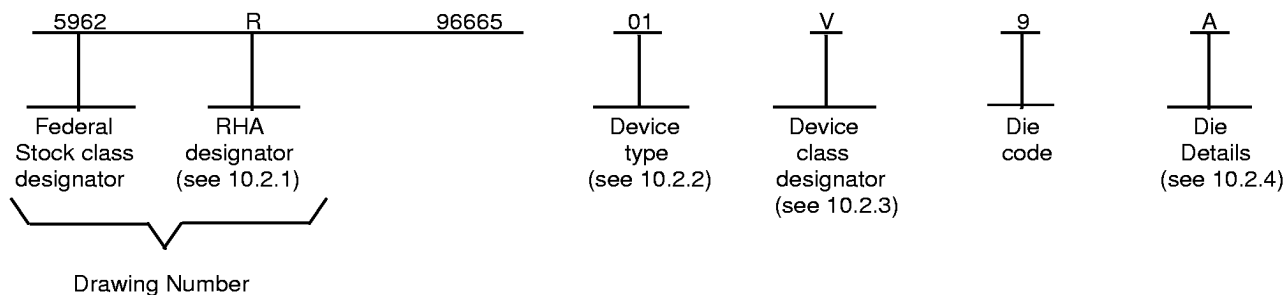 5962 R 96665 01 V 9 A
Federal
Stock class
designator
RHA
designator
(see 10.2.1)
Device
type
(see 10.2.2)
Device
class
designator
(see 10.2.3)
Die
code
Die
Details
(see 10.2.4)
Drawing Number